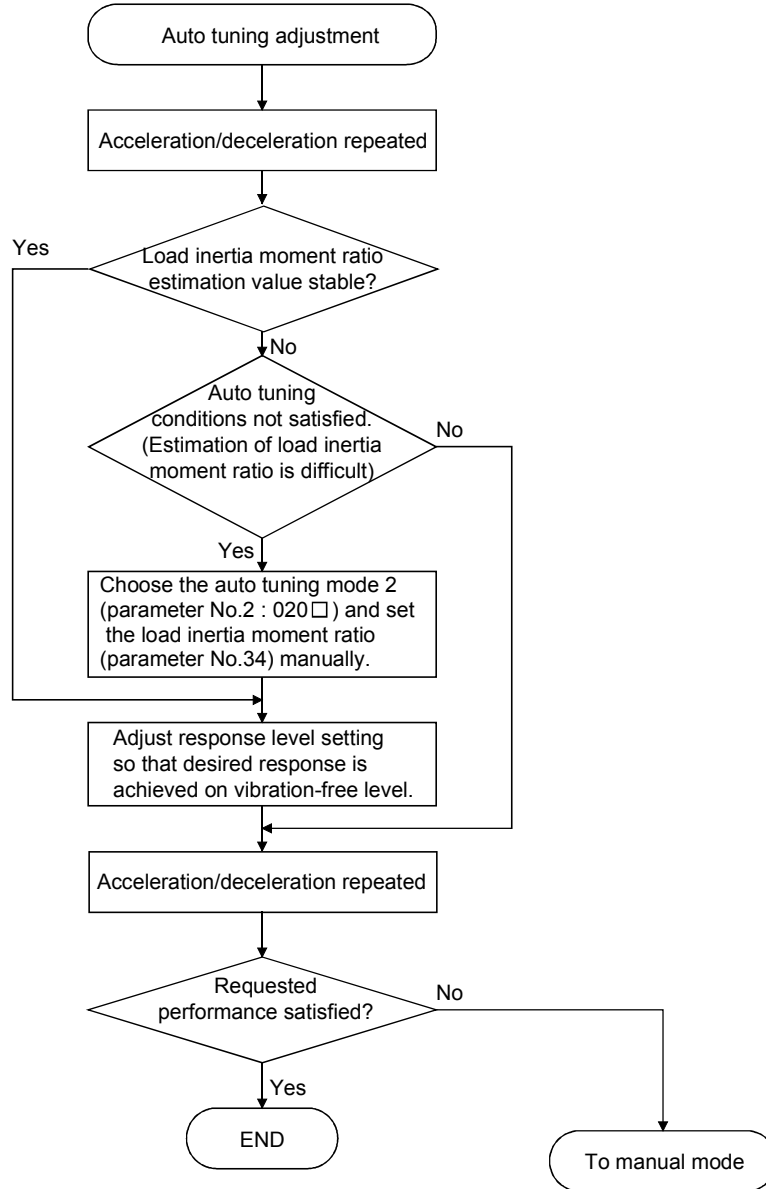 Auto tuning adjustment
Acceleration/deceleration repeated
Yes
Load inertia moment ratio
estimation value stable?
No
Auto tuning
conditions not satisfied.
(Estimation of load inertia
moment ratio is difficult)
No
Yes
Choose the auto tuning mode 2
(parameter No.2 : 020□) and set
the load inertia moment ratio
(parameter No.34) manually.
Adjust response level setting
so that desired response is
achieved on vibration-free level.
Acceleration/deceleration repeated
Requested
performance satisfied?
No
Yes
END
To manual mode